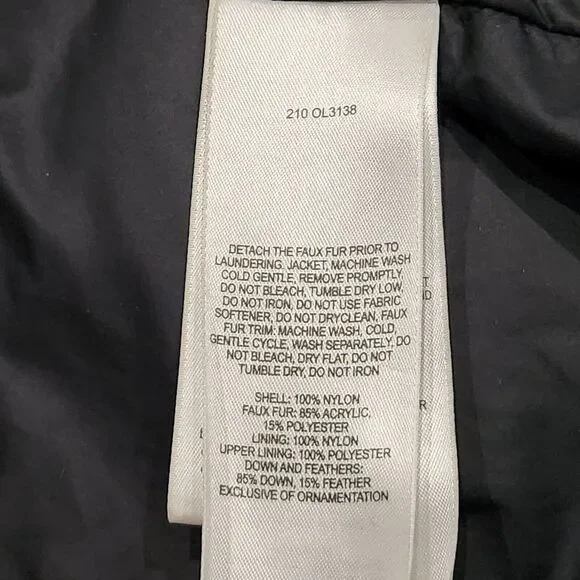 210 OL3138
DETACH THE FAUX FUR PRIOR TO
LAUNDERING. JACKET, MACHINE WASH
COLD GENTLE, REMOVE PROMPTLY.
DO NOT BLEACH, TUMBLE DRY LOW,
DO NOT IRON, DO NOT USE FABRIC
SOFTENER, DO NOT DRYCLEAN. FAUX
FUR TRIM: MACHINE WASH, COLD,
GENTLE CYCLE, WASH SEPARATELY, DO
NOT BLEACH, DRY FLAT, DO NOT
TUMBLE DRY, DO NOT IRON
SHELL: 100% NYLON
FAUX FUR: 85% ACRYLIC,
15% POLYESTER
LINING: 100% NYLON
UPPER LINING: 100% POLYESTER
DOWN AND FEATHERS:
85% DOWN, 15% FEATHER
EXCLUSIVE OF ORNAMENTATION